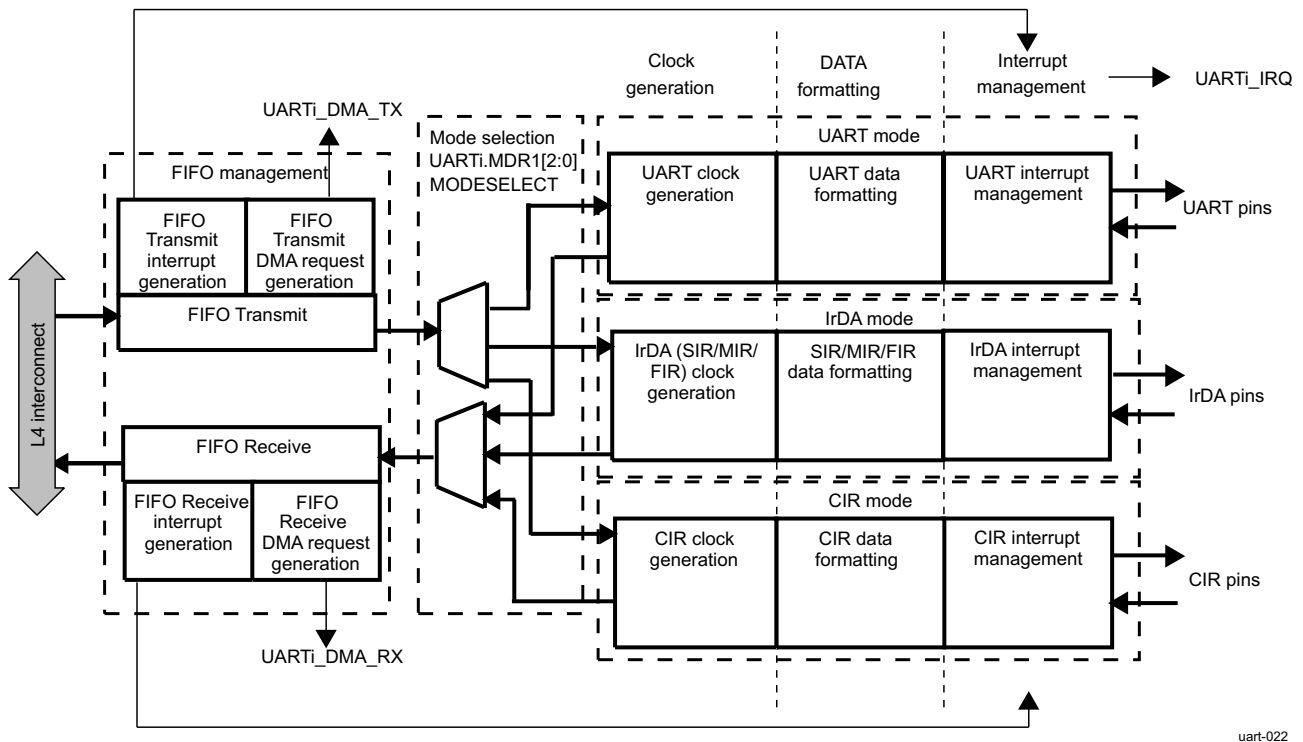 Clock
generation
DATA
formatting
Interrupt
management
UARTi_IRQ
UARTi_DMA_TX
Mode selection
UARTi.MDR1[2:0]
MODESELECT
UART mode
FIFO management
UART clock
generation
UART data
formatting
UART interrupt
management
UART pins
FIFO
Transmit
interrupt
generation
FIFO
Transmit
DMA request
generation
FIFO Transmit
L4 interconnect
IrDA mode
IrDA (SIR/MIR/
FIR) clock
generation
SIR/MIR/FIR
data formatting
IrDA interrupt
management
IrDA pins
FIFO Receive
FIFO Receive
interrupt
generation
FIFO
Receive
DMA request
generation
CIR mode
CIR clock
generation
CIR data
formatting
CIR interrupt
management
CIR pins
UARTi_DMA_RX
uart-022